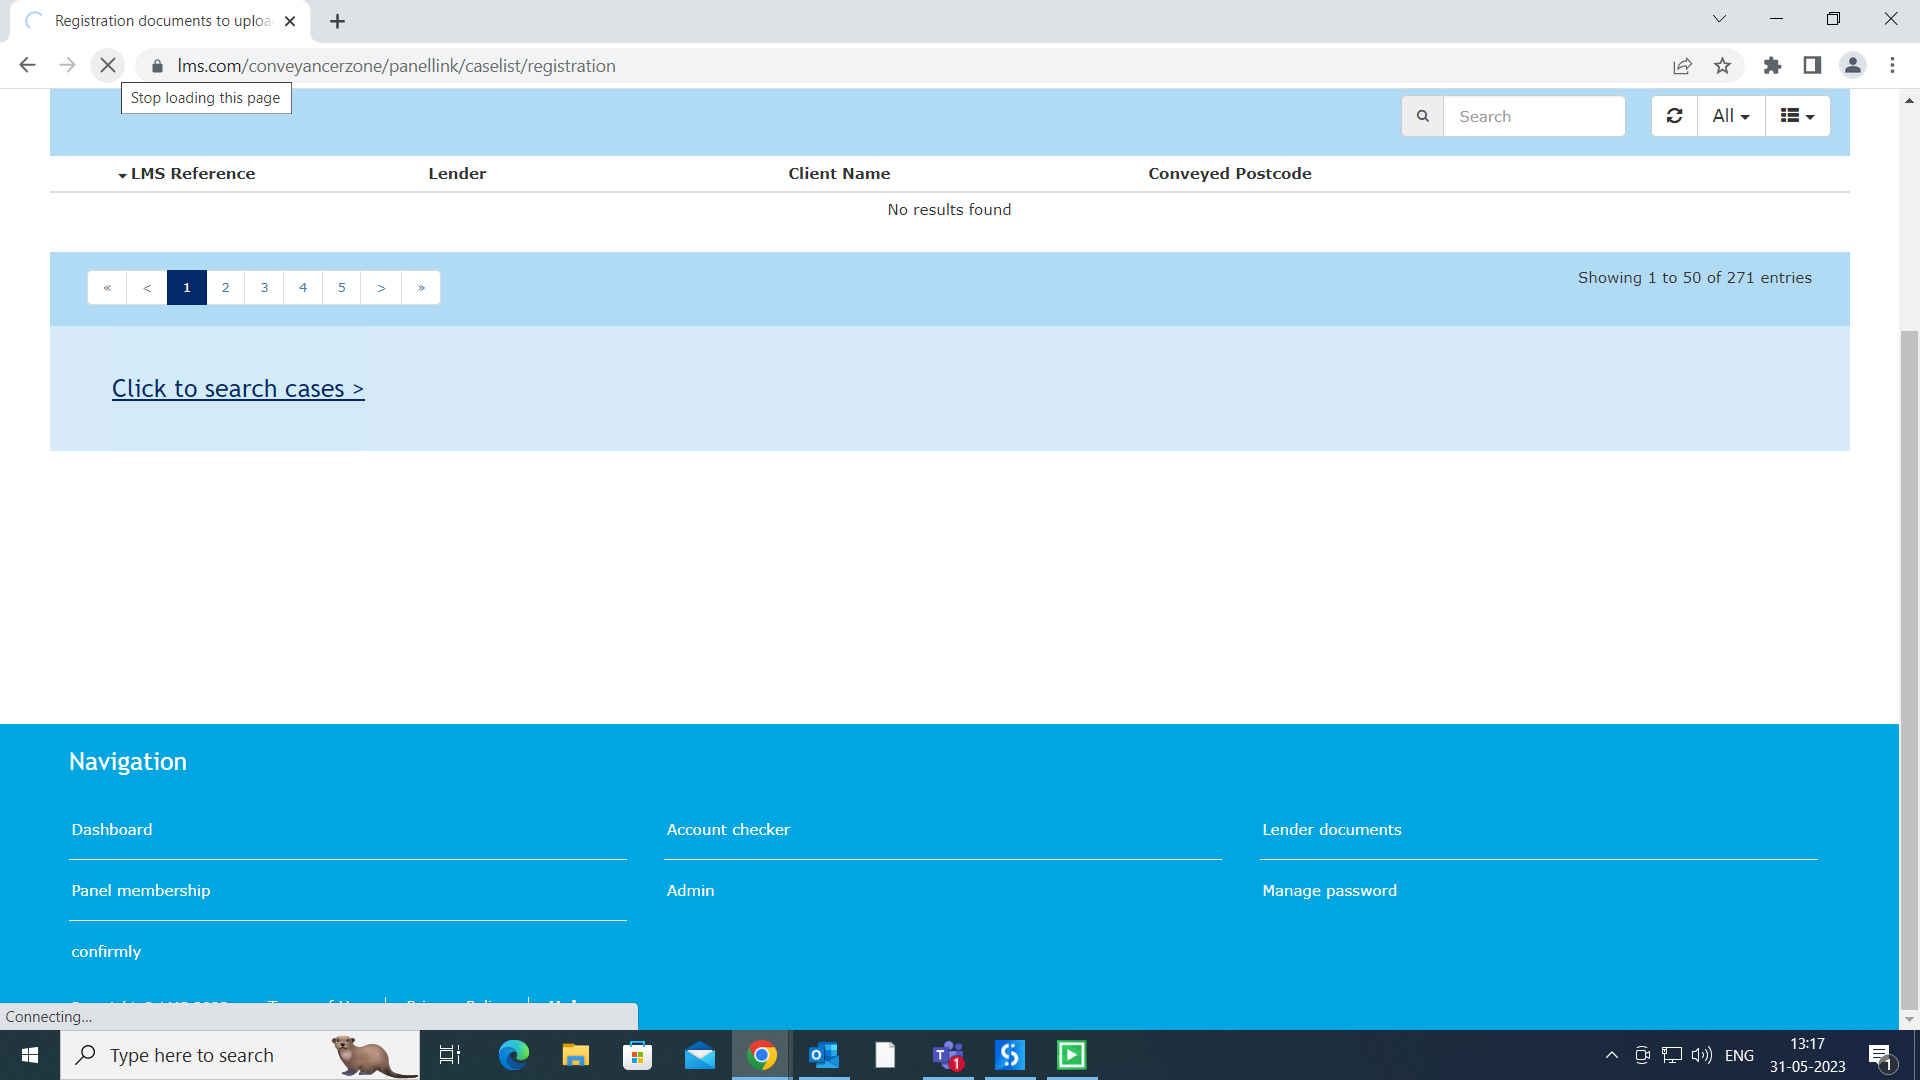 Registration documents to uploa
lms.com/conveyancerzone/panellink/caselist/registration
Stop loading this page
Search
All
LMS Reference Lender Client Name Conveyed Postcode
No results found
« < 1 2 3 4 5 > »
Showing 1 to 50 of 271 entries
Click to search cases >
Navigation
Dashboard Account checker Lender documents
Panel membership Admin Manage password
confirmly
Connecting...
Type here to search
ENG
13:17
31-05-2023
1
1